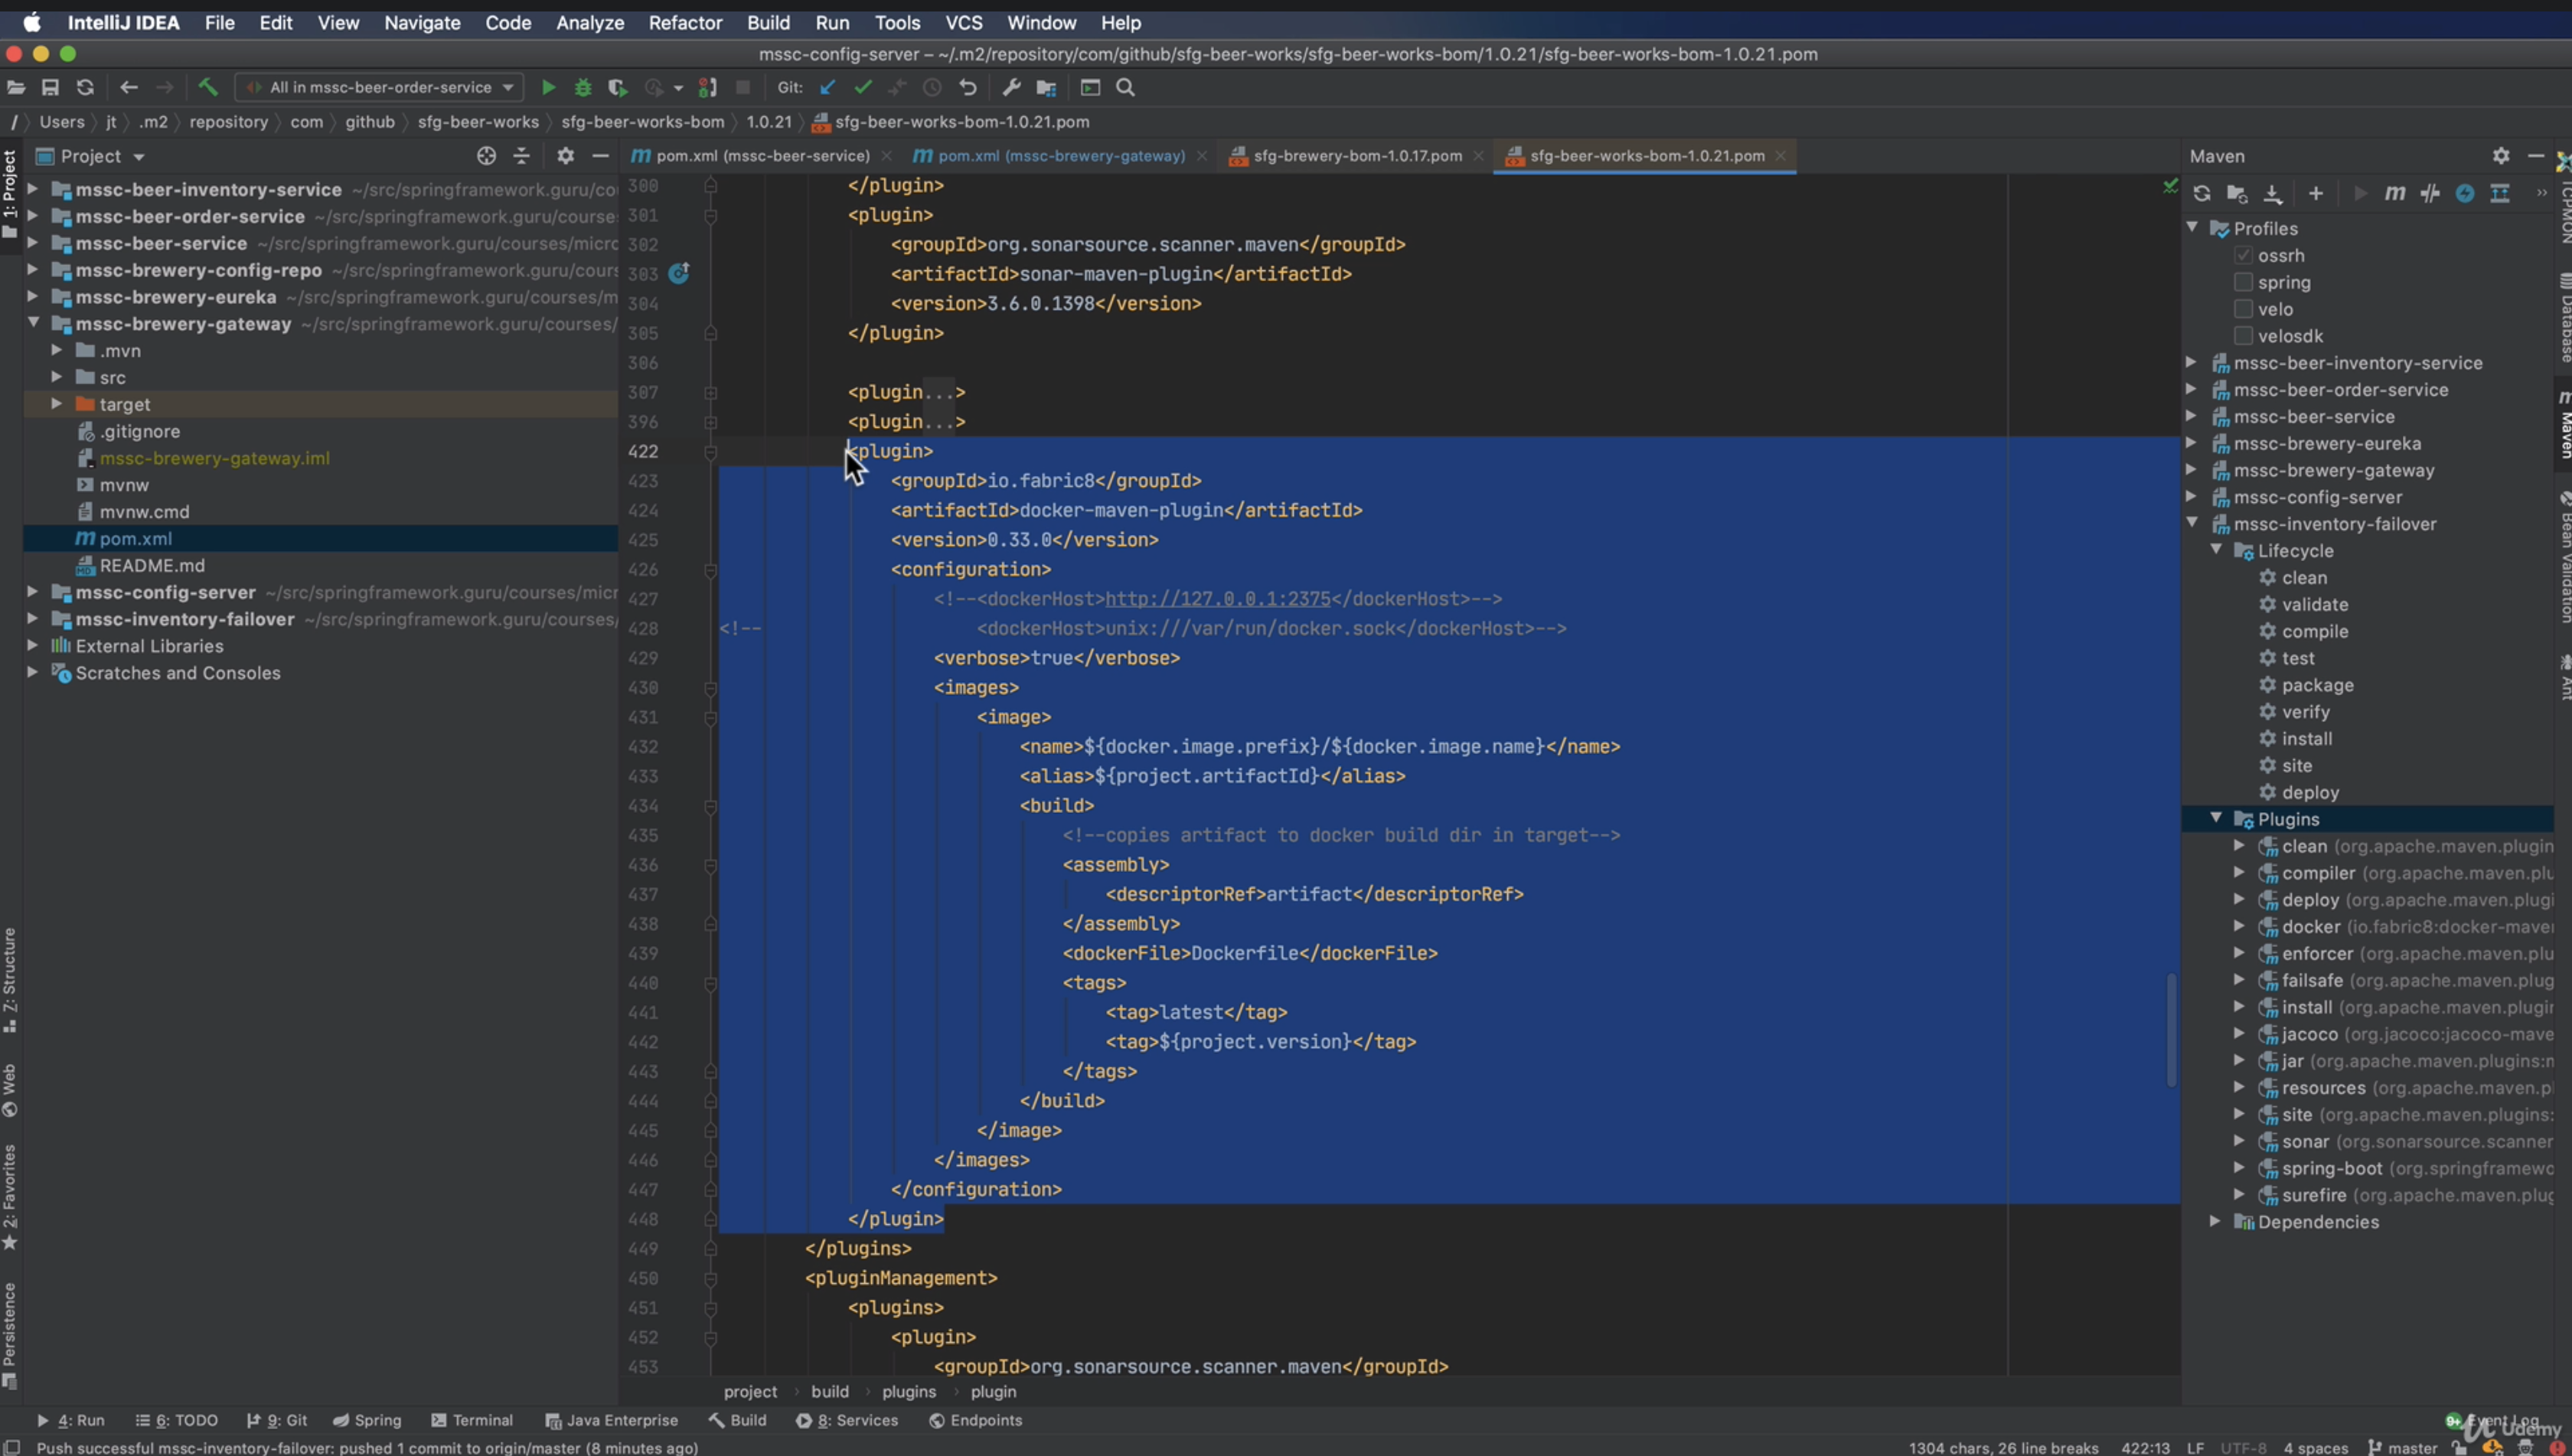 IntelliJ IDEA File Edit View Navigate Code Analyze Refactor Build Run Tools VCS Window Help
mssc-config-server – ~/.m2/repository/com/github/sfg-beer-works/sfg-beer-works-bom/1.0.21/sfg-beer-works-bom-1.0.21.pom
All in mssc-beer-order-service Git:
/ Users jt .m2 repository com github sfg-beer-works sfg-beer-works-bom 1.0.21 sfg-beer-works-bom-1.0.21.pom
1: Project
Z: Structure
Web
2: Favorites
Persistence
Project
mssc-beer-inventory-service ~/src/springframework.guru/co
mssc-beer-order-service ~/src/springframework.guru/course
mssc-beer-service ~/src/springframework.guru/courses/micro
mssc-brewery-config-repo ~/src/springframework.guru/cour
mssc-brewery-eureka ~/src/springframework.guru/courses/m
mssc-brewery-gateway ~/src/springframework.guru/courses/
.mvn
src
target
.gitignore
mssc-brewery-gateway.iml
mvnw
mvnw.cmd
pom.xml
README.md
mssc-config-server ~/src/springframework.guru/courses/micr
mssc-inventory-failover ~/src/springframework.guru/courses/
External Libraries
Scratches and Consoles
pom.xml (mssc-beer-service) pom.xml (mssc-brewery-gateway) sfg-brewery-bom-1.0.17.pom sfg-beer-works-bom-1.0.21.pom
300 </plugin>
301 <plugin>
302 <groupId>org.sonarsource.scanner.maven</groupId>
303 <artifactId>sonar-maven-plugin</artifactId>
304 <version>3.6.0.1398</version>
305 </plugin>
306
307 <plugin...>
396 <plugin...>
422 <plugin>
423 <groupId>io.fabric8</groupId>
424 <artifactId>docker-maven-plugin</artifactId>
425 <version>0.33.0</version>
426 <configuration>
427 <!--<dockerHost>http://127.0.0.1:2375</dockerHost>-->
428 <!-- <dockerHost>unix:///var/run/docker.sock</dockerHost>-->
429 <verbose>true</verbose>
430 <images>
431 <image>
432 <name>${docker.image.prefix}/${docker.image.name}</name>
433 <alias>${project.artifactId}</alias>
434 <build>
435 <!--copies artifact to docker build dir in target-->
436 <assembly>
437 <descriptorRef>artifact</descriptorRef>
438 </assembly>
439 <dockerFile>Dockerfile</dockerFile>
440 <tags>
441 <tag>latest</tag>
442 <tag>${project.version}</tag>
443 </tags>
444 </build>
445 </image>
446 </images>
447 </configuration>
448 </plugin>
449 </plugins>
450 <pluginManagement>
451 <plugins>
452 <plugin>
453 <groupId>org.sonarsource.scanner.maven</groupId>
project build plugins plugin
Maven
Profiles
ossrh
spring
velo
velosdk
mssc-beer-inventory-service
mssc-beer-order-service
mssc-beer-service
mssc-brewery-eureka
mssc-brewery-gateway
mssc-config-server
mssc-inventory-failover
Lifecycle
clean
validate
compile
test
package
verify
install
site
deploy
Plugins
clean (org.apache.maven.plugin
compiler (org.apache.maven.plu
deploy (org.apache.maven.plugi
docker (io.fabric8:docker-mave
enforcer (org.apache.maven.plu
failsafe (org.apache.maven.plug
install (org.apache.maven.plugin
jacoco (org.jacoco:jacoco-mave
jar (org.apache.maven.plugins:m
resources (org.apache.maven.pl
site (org.apache.maven.plugins:
sonar (org.sonarsource.scanner
spring-boot (org.springframewo
surefire (org.apache.maven.plug
Dependencies
TCPMON
Database
Maven
Bean Validation
Ant
4: Run 6: TODO 9: Git Spring Terminal Java Enterprise Build 8: Services Endpoints 9+ Event Log
Udemy
Push successful mssc-inventory-failover: pushed 1 commit to origin/master (8 minutes ago) 1304 chars, 26 line breaks 422:13 LF UTF-8 4 spaces master